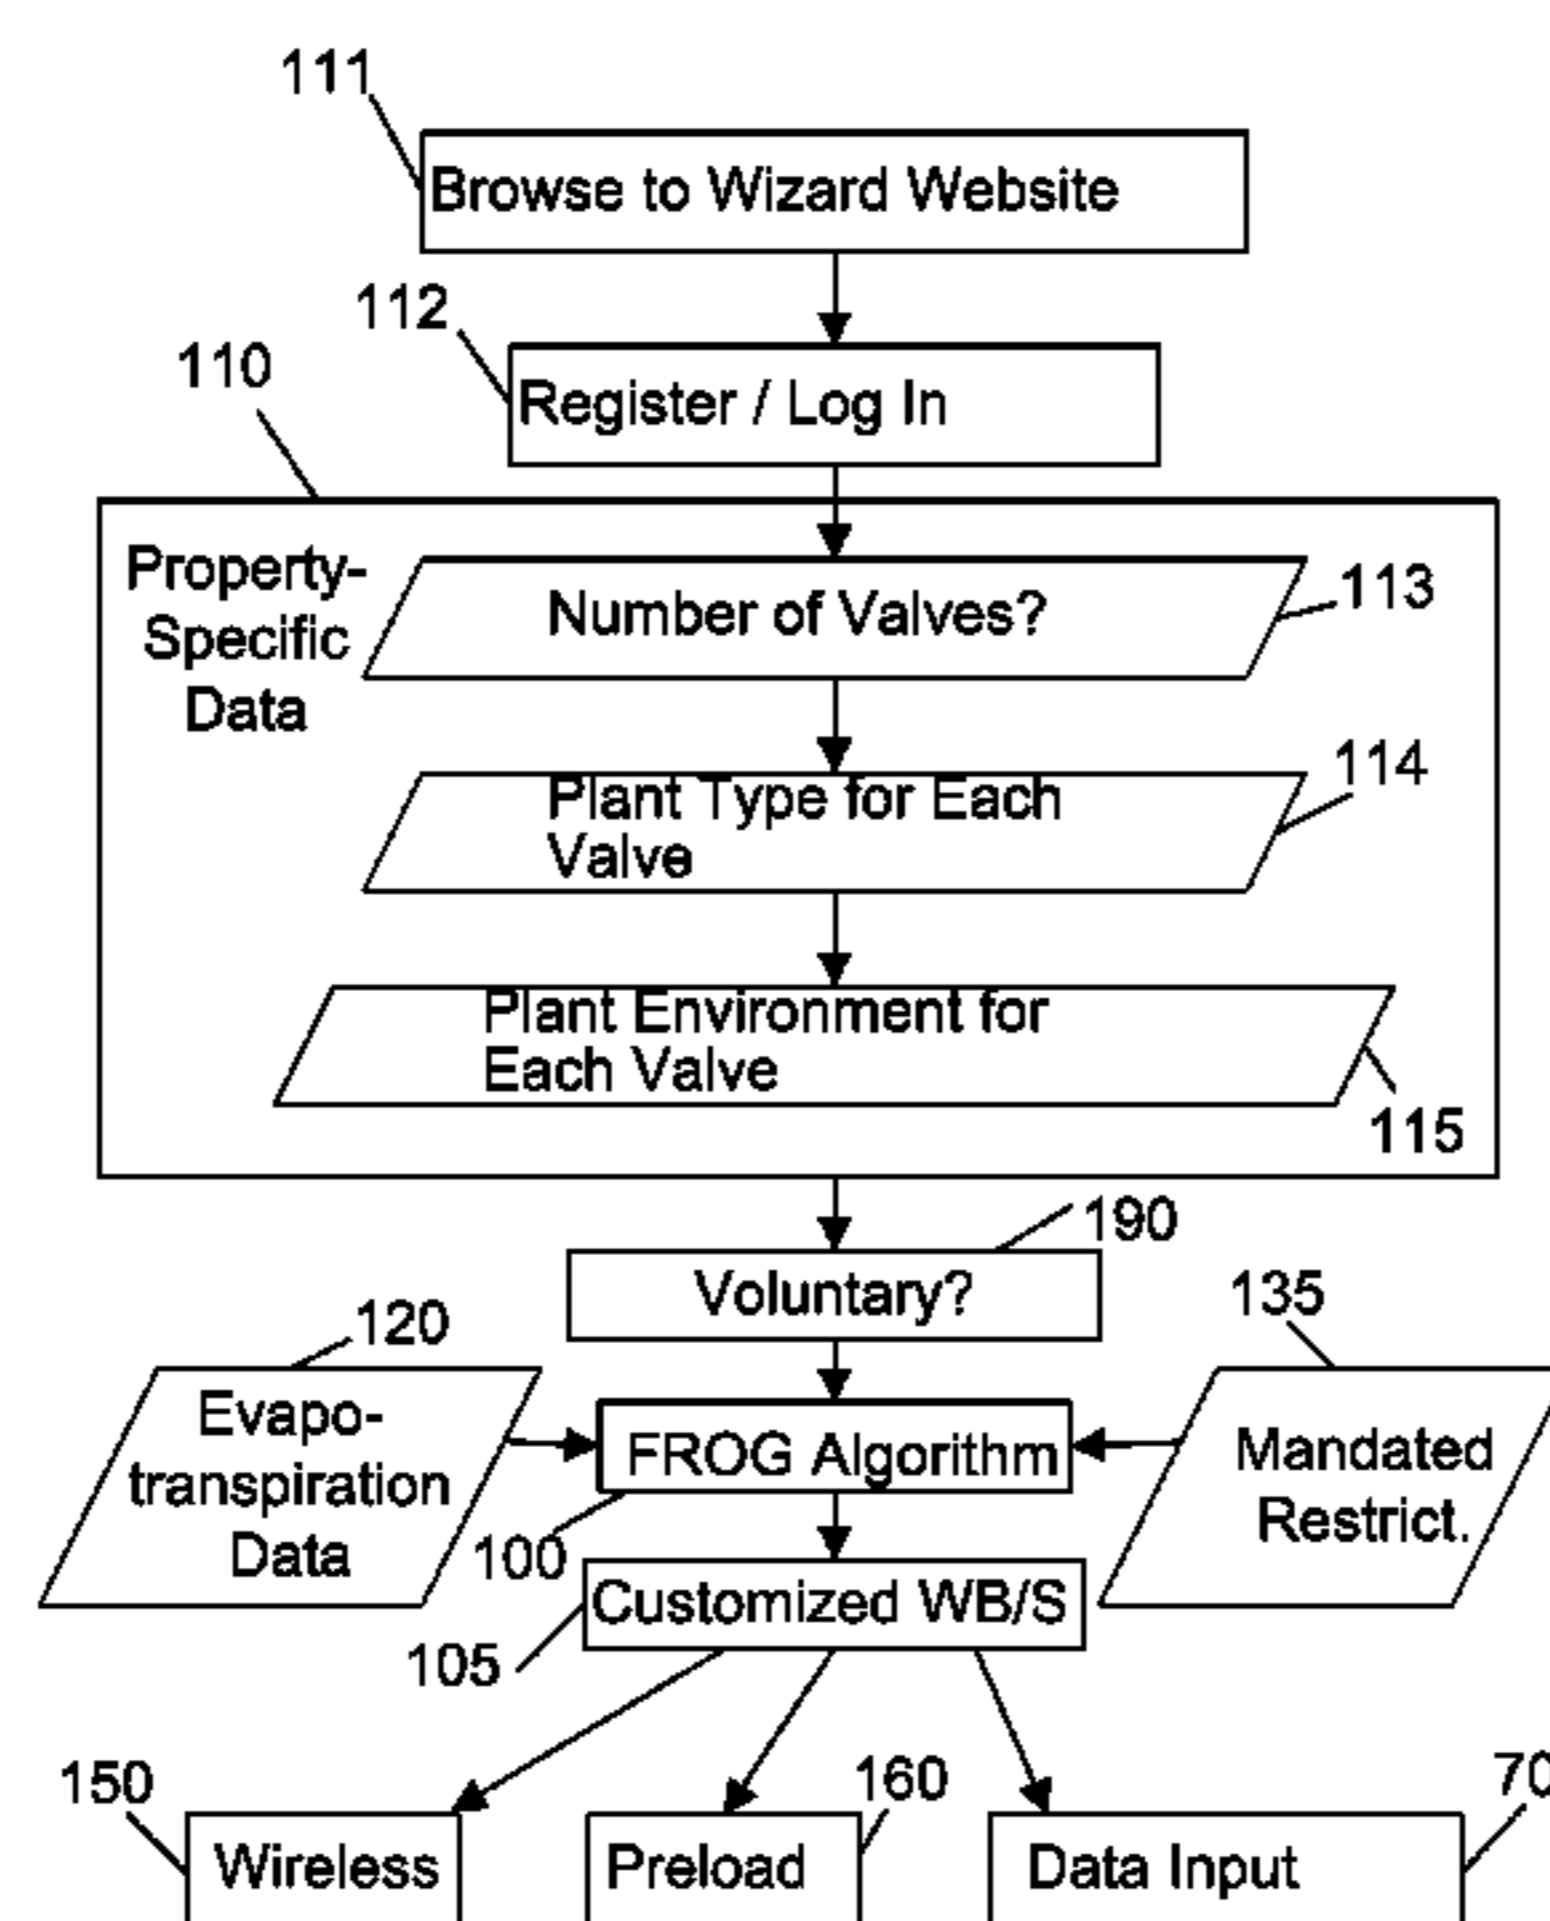 111
Browse to Wizard Website
112
Register / Log In
110
Property-
Specific
Data
Number of Valves?
113
Plant Type for Each
Valve
114
Plant Environment for
Each Valve
115
190
Voluntary?
120
135
Evapo-
transpiration
Data
FROG Algorithm
Mandated
Restrict.
100
Customized WB/S
105
150
160
70
Wireless
Preload
Data Input